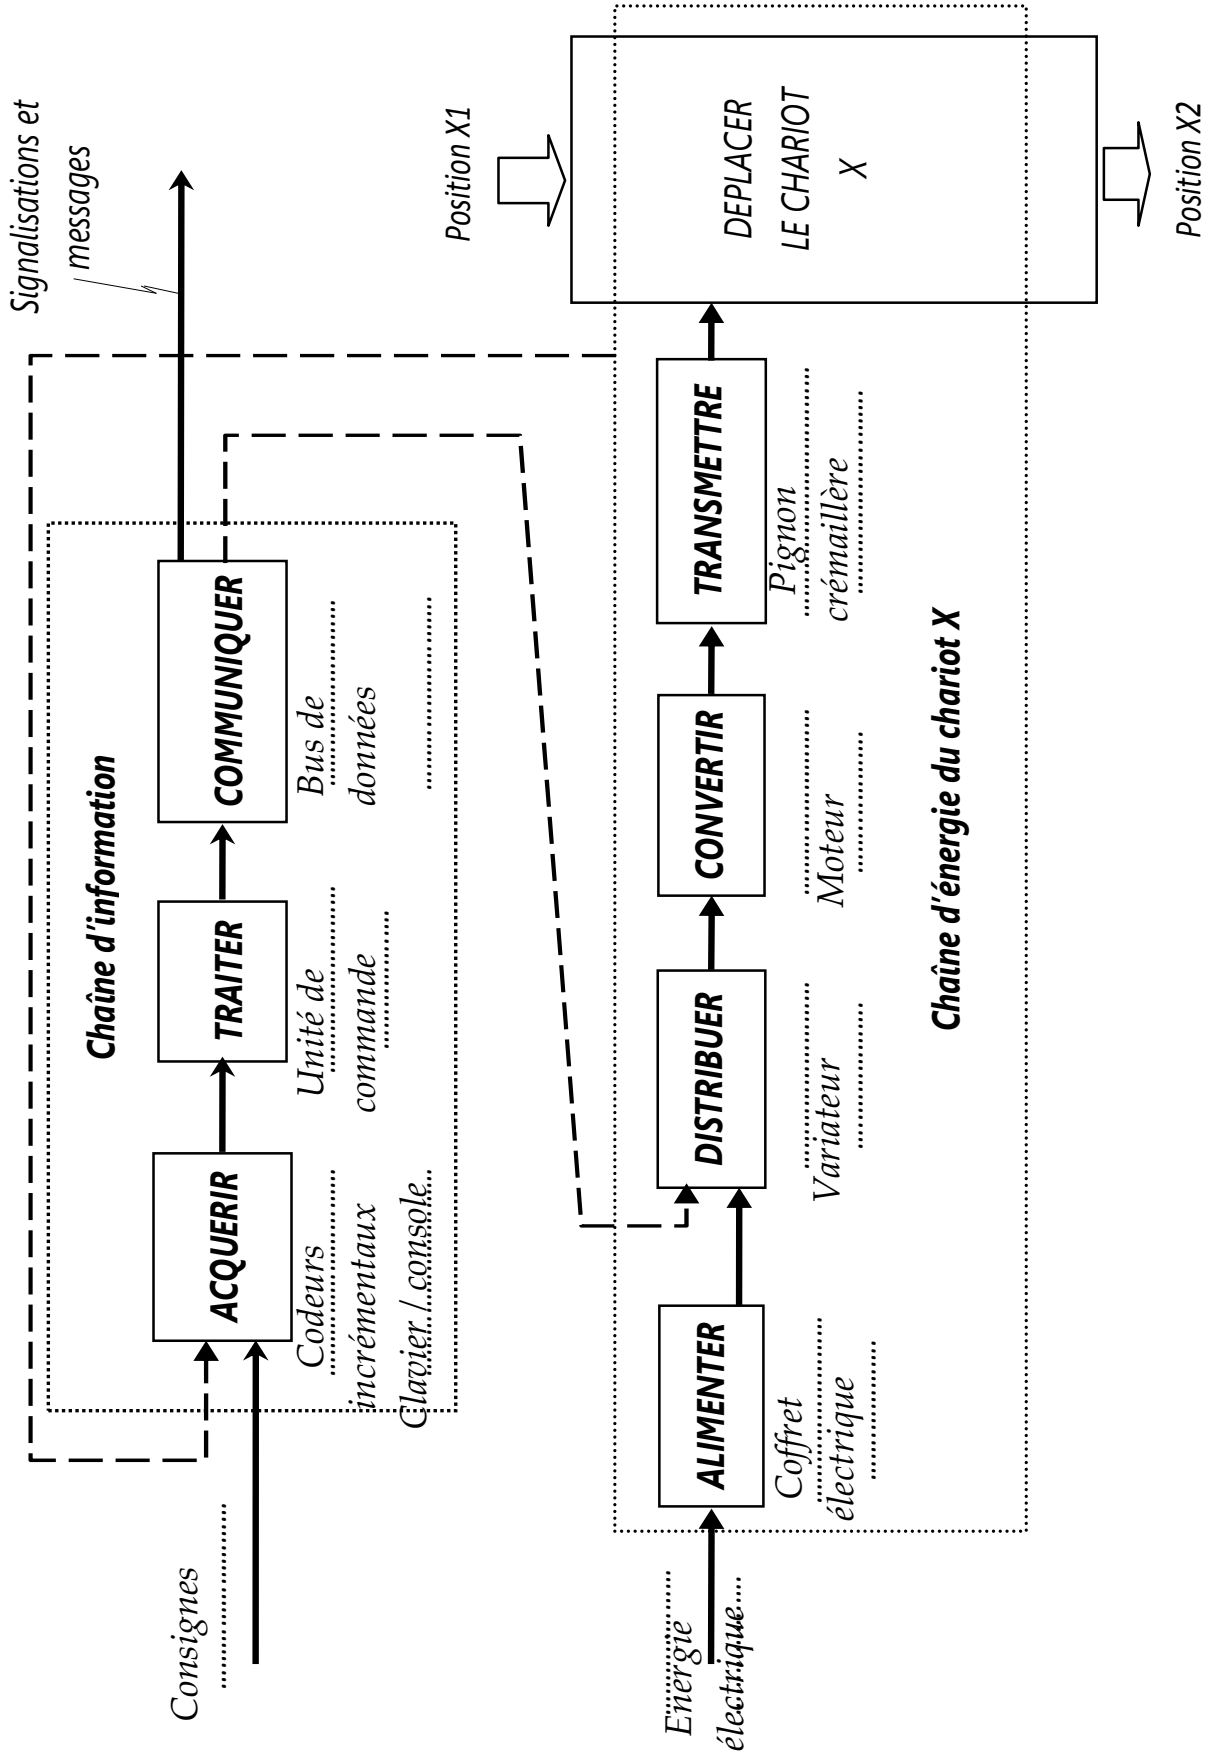 Signalisations et
messages
Chaîne d'information
Consignes
ACQUERIR
Codeurs
incrémentaux
Clavier / console
TRAITER
Unité de
commande
COMMUNIQUER
Bus de
données
Position X1
Energie
électrique
ALIMENTER
Coffret
électrique
DISTRIBUER
Variateur
CONVERTIR
Moteur
TRANSMETTRE
Pignon
crémaillère
DEPLACER
LE CHARIOT
X
Chaîne d'énergie du chariot X
Position X2